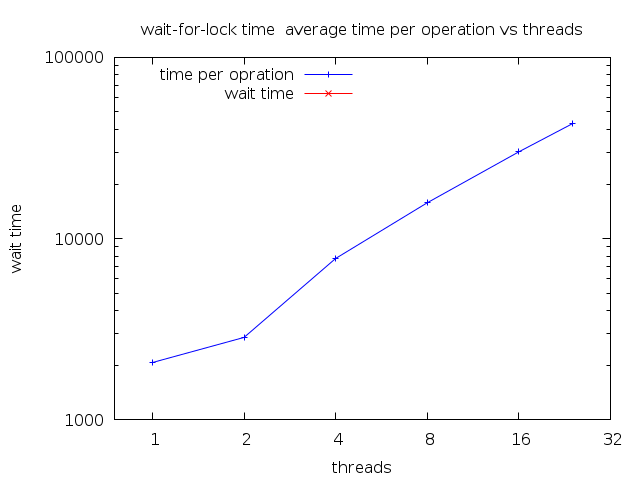 wait-for-lock time  average time per operation vs threads
100000
time per opration
wait time
10000
wait time
1000
1 2 4 8 16 32
threads